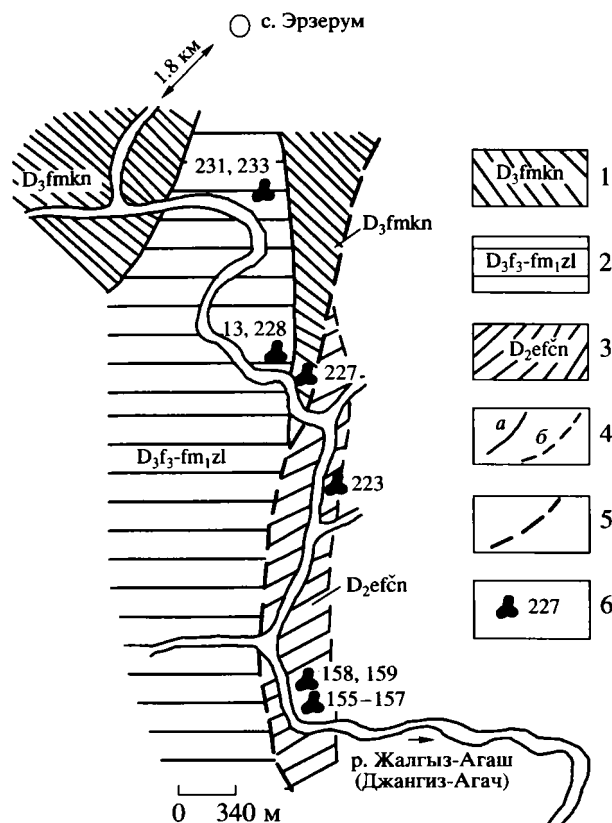 с. Эрзерум
1.8 км
D₃fmkn
231, 233
D₃fmkn
13, 228
227
D₃f₃-fm₁zl
223
D₂efčn
158, 159
155–157
р. Жалгыз-Агаш
(Джангиз-Агач)
0 340 м
D₃fmkn 1
D₃f₃-fm₁zl 2
D₂efčn 3
а б 4
5
227 6